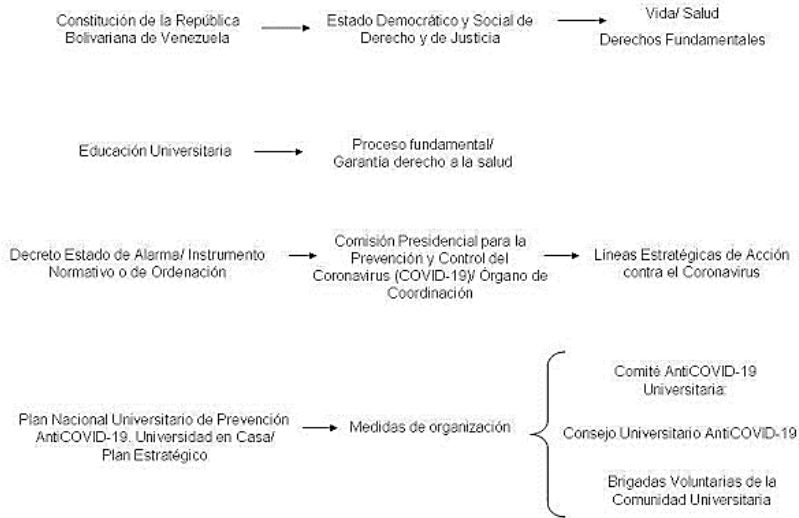 Constitución de la República
Bolivariana de Venezuela
Estado Democrático y Social de
Derecho y de Justicia
Vida/ Salud
Derechos Fundamentales
Educación Universitaria
Proceso fundamental/
Garantía derecho a la salud
Decreto Estado de Alarma/ Instrumento
Normativo o de Ordenación
Comisión Presidencial para la
Prevención y Control del
Coronavirus (COVID-19)/ Órgano de
Coordinación
Líneas Estratégicas de Acción
contra el Coronavirus
Plan Nacional Universitario de Prevención
AntiCOVID-19. Universidad en Casa/
Plan Estratégico
Medidas de organización
Comité AntiCOVID-19
Universitaria:
Consejo Universitario AntiCOVID-19
Brigadas Voluntarias de la
Comunidad Universitaria